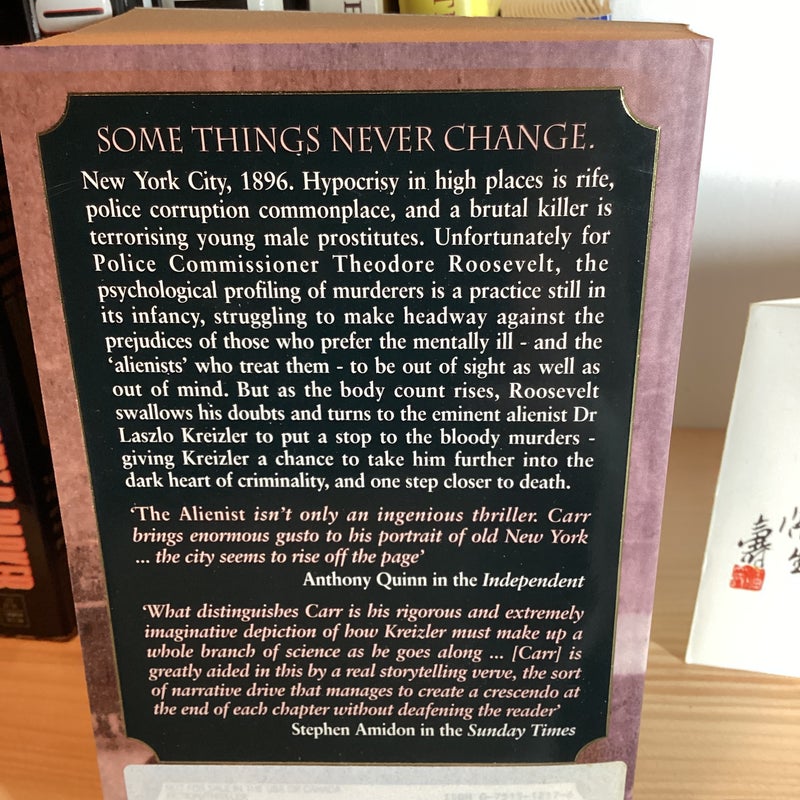 SOME THINGS NEVER CHANGE.
New York City, 1896. Hypocrisy in high places is rife,
police corruption commonplace, and a brutal killer is
terrorising young male prostitutes. Unfortunately for
Police Commissioner Theodore Roosevelt, the
psychological profiling of murderers is a practice still in
its infancy, struggling to make headway against the
prejudices of those who prefer the mentally ill - and the
‘alienists’ who treat them - to be out of sight as well as
out of mind. But as the body count rises, Roosevelt
swallows his doubts and turns to the eminent alienist Dr
Laszlo Kreizler to put a stop to the bloody murders -
giving Kreizler a chance to take him further into the
dark heart of criminality, and one step closer to death.
‘The Alienist isn’t only an ingenious thriller. Carr
brings enormous gusto to his portrait of old New York
... the city seems to rise off the page’
Anthony Quinn in the Independent
‘What distinguishes Carr is his rigorous and extremely
imaginative depiction of how Kreizler must make up a
whole branch of science as he goes along ... [Carr] is
greatly aided in this by a real storytelling verve, the sort
of narrative drive that manages to create a crescendo at
the end of each chapter without deafening the reader’
Stephen Amidon in the Sunday Times